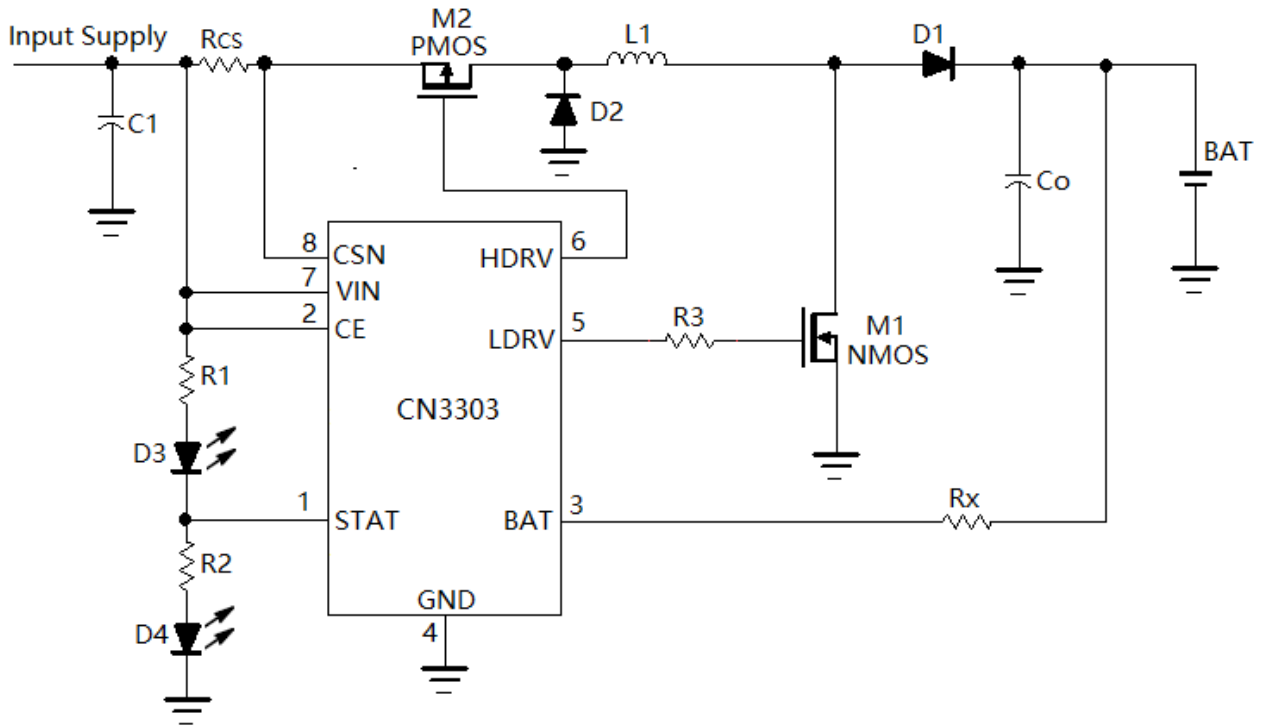 Input Supply
Rcs
M2
PMOS
L1
D1
C1
D2
Co
BAT
8
CSN
HDRV
6
7
VIN
2
CE
LDRV
5
R3
M1
NMOS
R1
CN3303
D3
1
STAT
BAT
3
Rx
R2
GND
4
D4